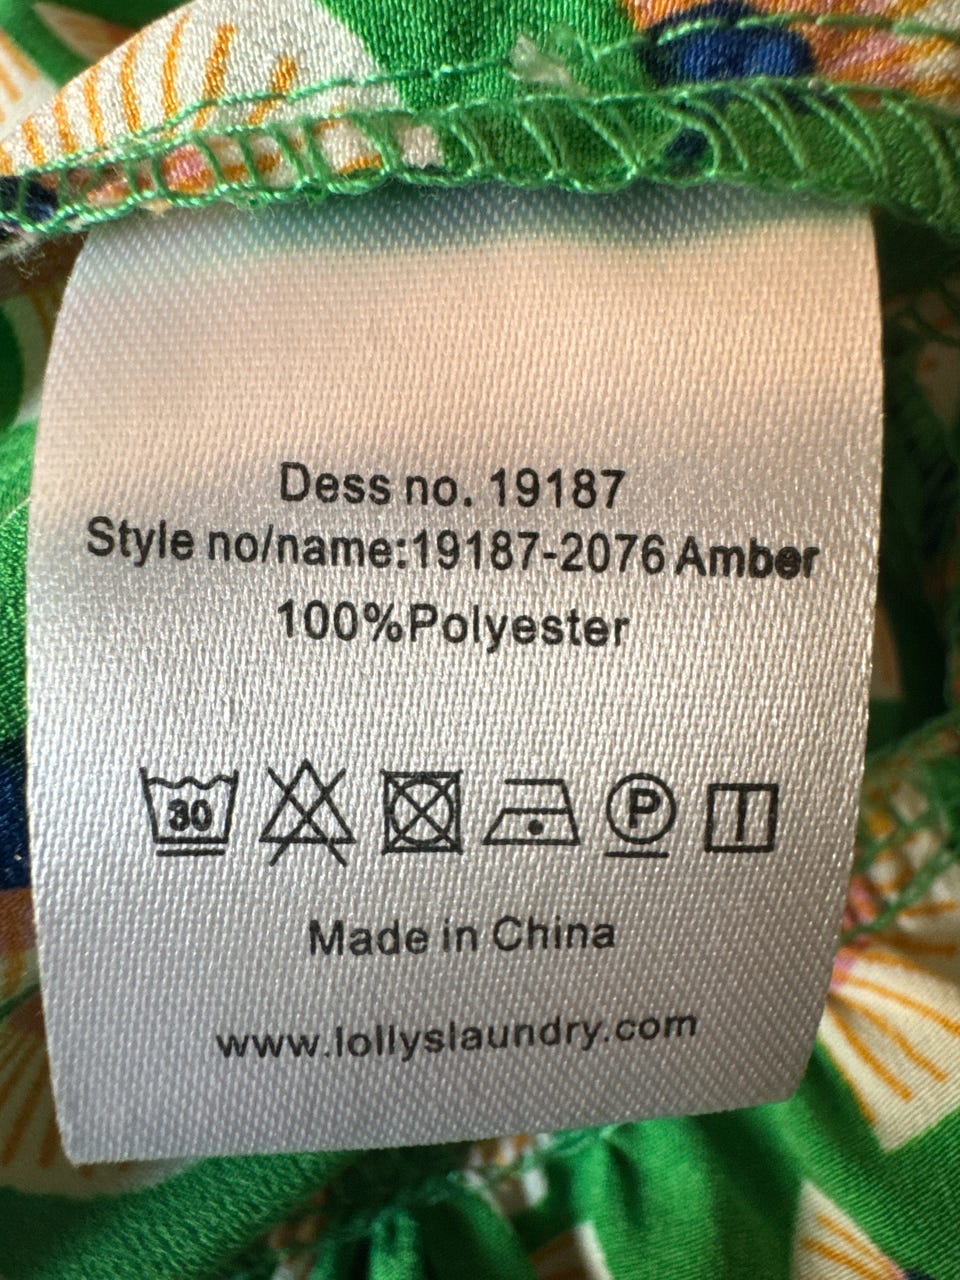 Dess no. 19187
Style no/name:19187-2076 Amber
100%Polyester
30 P
Made in China
www.lollyslaundry.com